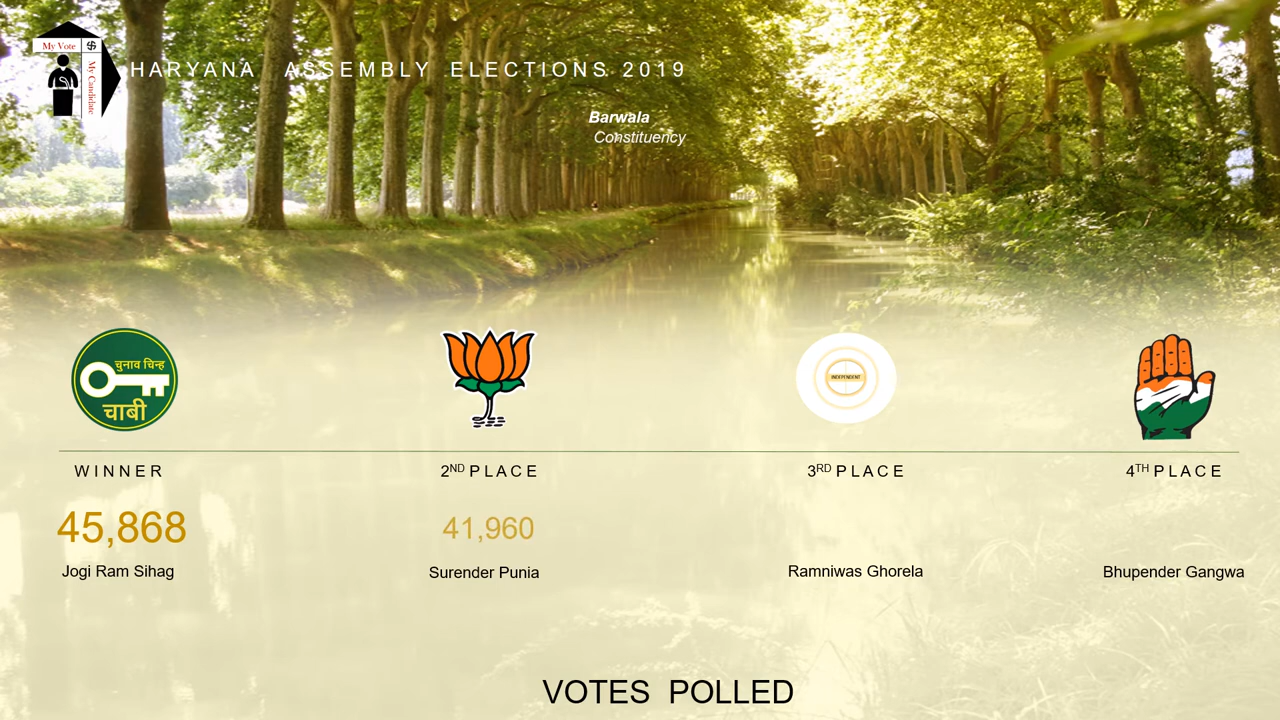 My Vote
My Candidate
HARYANA ASSEMBLY ELECTIONS 2019
Barwala
Constituency
चुनाव चिन्ह
चाबी
INDEPENDENT
WINNER
2ND PLACE
3RD PLACE
4TH PLACE
45,868
41,960
Jogi Ram Sihag
Surender Punia
Ramniwas Ghorela
Bhupender Gangwa
VOTES POLLED